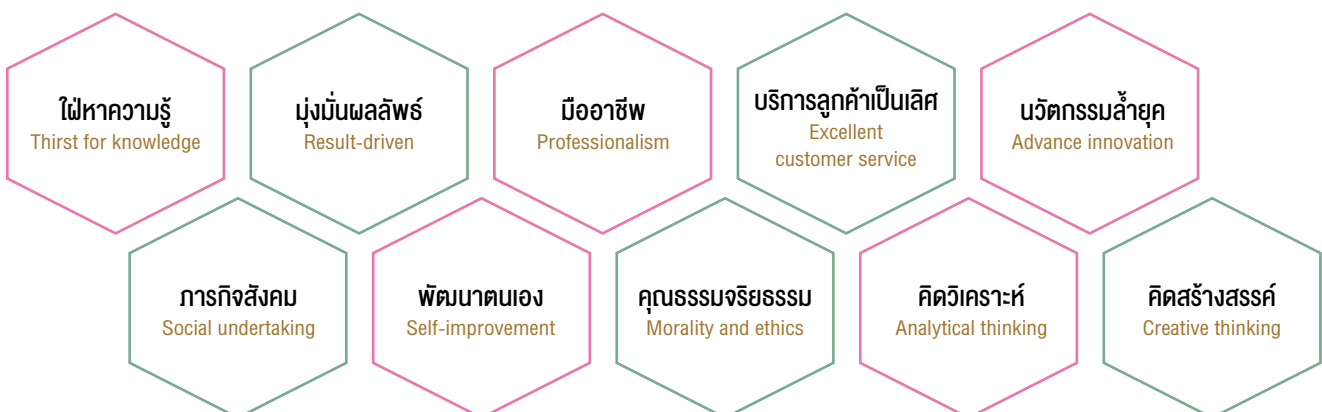 ใฝ่หาความรู้
Thirst for knowledge
มุ่งมั่นผลลัพธ์
Result-driven
มืออาชีพ
Professionalism
บริการลูกค้าเป็นเลิศ
Excellent
customer service
นวัตกรรมล้ำยุค
Advance innovation
ภารกิจสังคม
Social undertaking
พัฒนาตนเอง
Self-improvement
คุณธรรมจริยธรรม
Morality and ethics
คิดวิเคราะห์
Analytical thinking
คิดสร้างสรรค์
Creative thinking